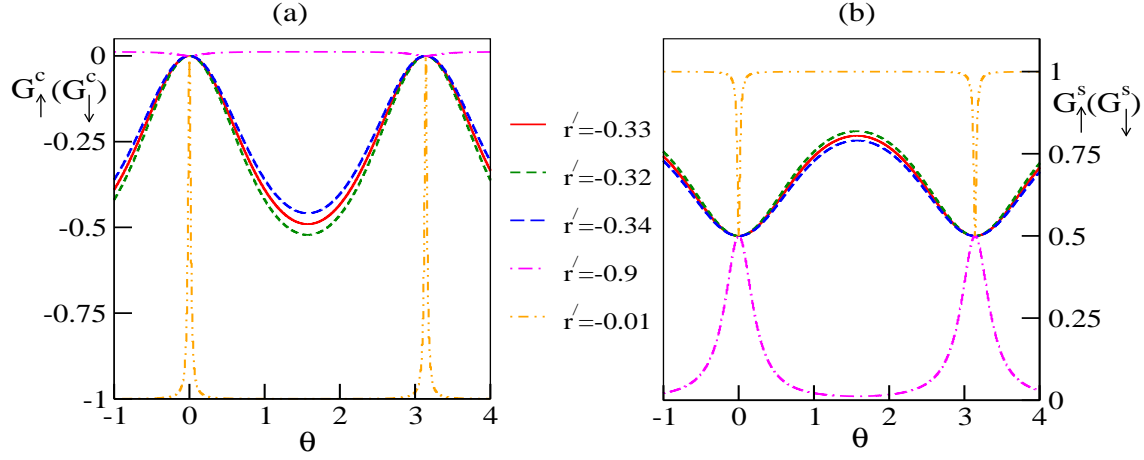 (a)
0
-0.25
-0.5
-0.75
-1
G↑^c(G↓^c)
-1 0 1 2 3 4
θ
r′=-0.33
r′=-0.32
r′=-0.34
r′=-0.9
r′=-0.01
(b)
1
0.75
0.5
0.25
0
G↑^s(G↓^s)
-1 0 1 2 3 4
θ